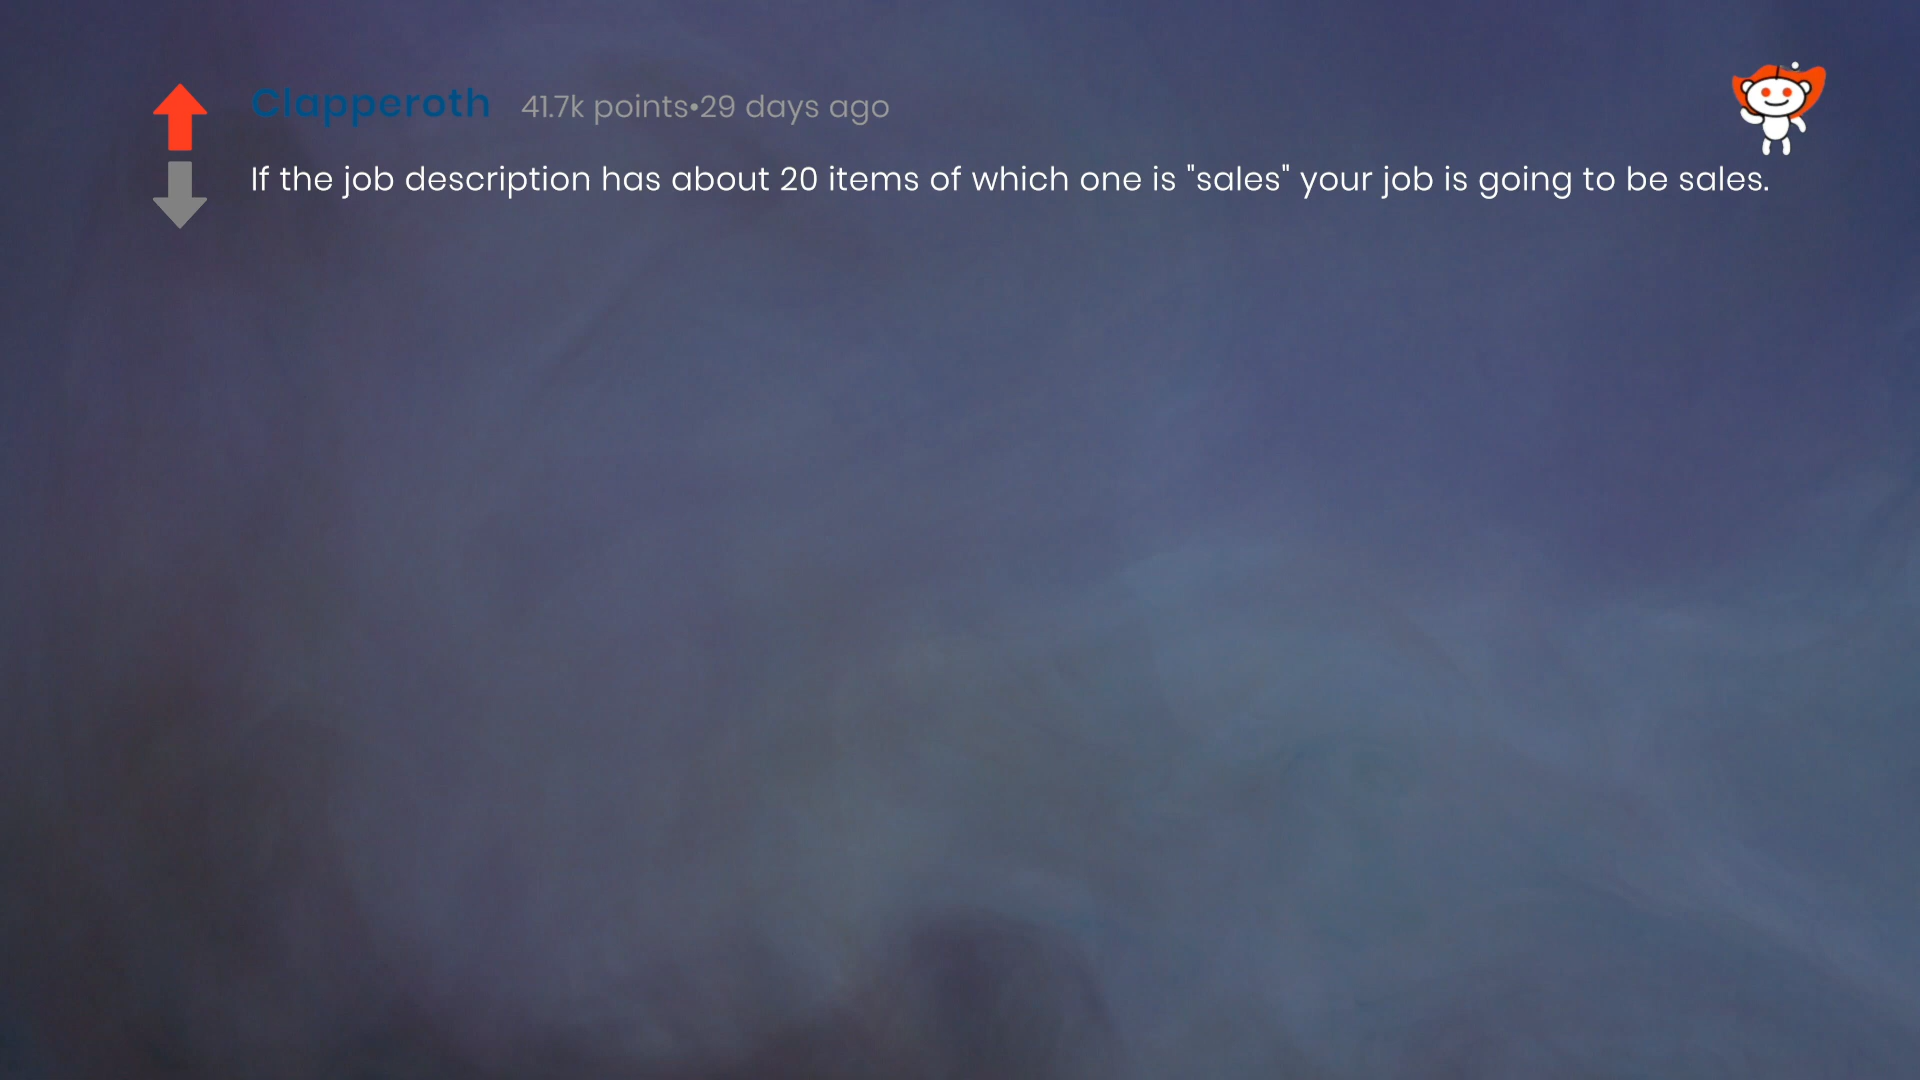 Clapperoth 41.7k points•29 days ago
If the job description has about 20 items of which one is "sales" your job is going to be sales.